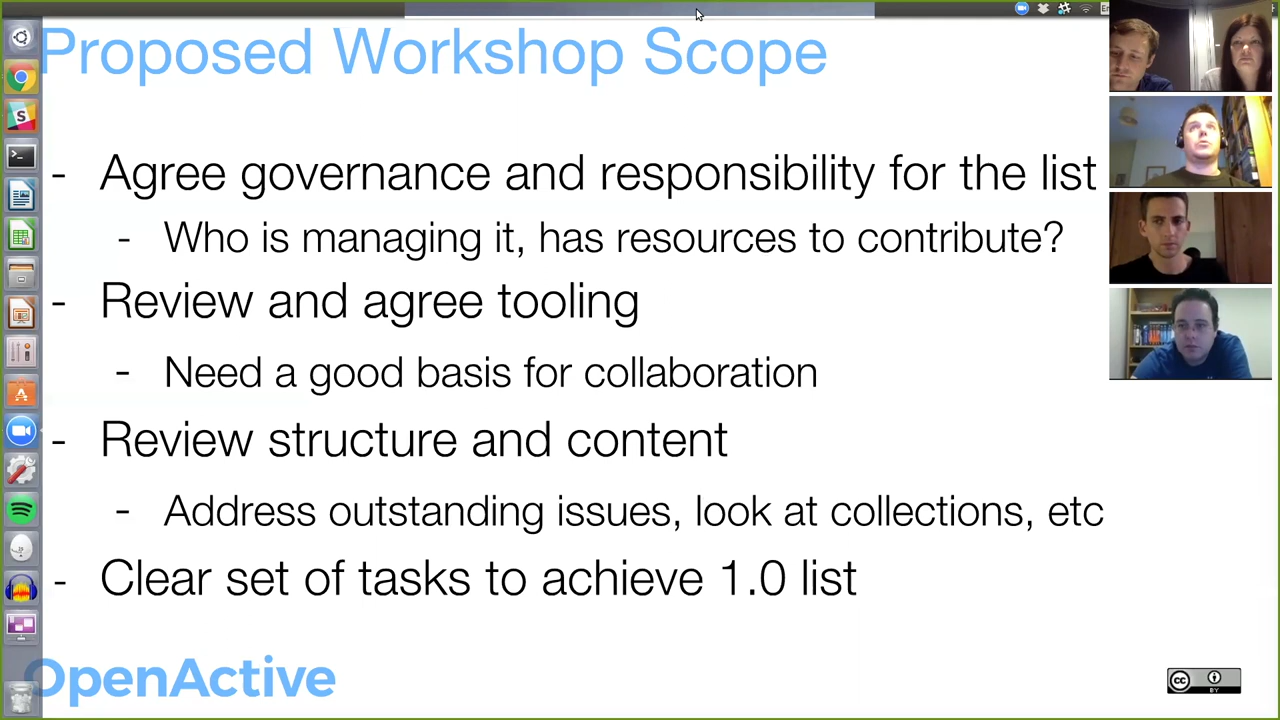 Proposed Workshop Scope
- Agree governance and responsibility for the list
- Who is managing it, has resources to contribute?
- Review and agree tooling
- Need a good basis for collaboration
- Review structure and content
- Address outstanding issues, look at collections, etc
- Clear set of tasks to achieve 1.0 list
OpenActive
cc
BY